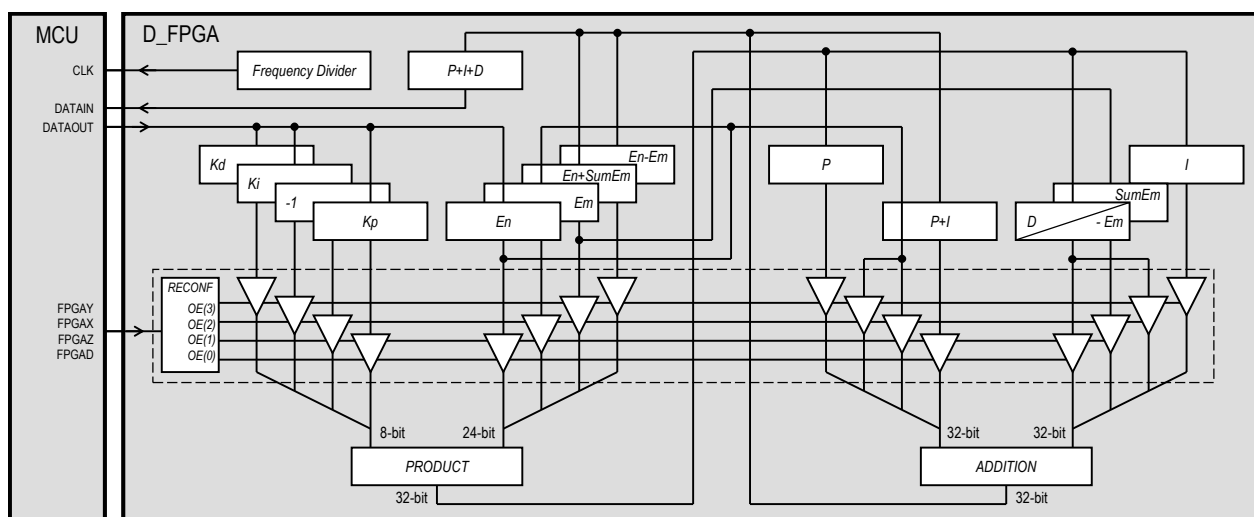 MCU
D_FPGA
CLK
Frequency Divider
P+I+D
DATAIN
DATAOUT
Kd
En-Em
P
I
Ki
En+SumEm
-1
Em
SumEm
Kp
En
P+I
D
- Em
RECONF
FPGAY
OE(3)
FPGAX
OE(2)
FPGAZ
OE(1)
FPGAD
OE(0)
8-bit
24-bit
32-bit
32-bit
PRODUCT
ADDITION
32-bit
32-bit